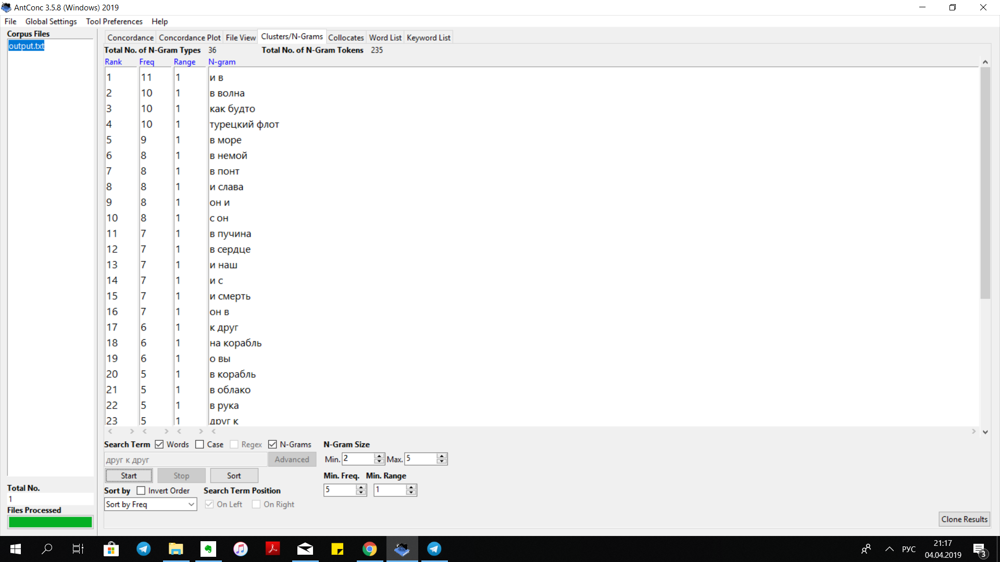 AntConc 3.5.8 (Windows) 2019
File Global Settings Tool Preferences Help
Corpus Files
output.txt
Concordance Concordance Plot File View Clusters/N-Grams Collocates Word List Keyword List
Total No. of N-Gram Types 36 Total No. of N-Gram Tokens 235
Rank Freq Range N-gram
1 11 1 и в
2 10 1 в волна
3 10 1 как будто
4 10 1 турецкий флот
5 9 1 в море
6 8 1 в немой
7 8 1 в понт
8 8 1 и слава
9 8 1 он и
10 8 1 с он
11 7 1 в пучина
12 7 1 в сердце
13 7 1 и наш
14 7 1 и с
15 7 1 и смерть
16 7 1 он в
17 6 1 к друг
18 6 1 на корабль
19 6 1 о вы
20 5 1 в корабль
21 5 1 в облако
22 5 1 в рука
23 5 1 друг к
Search Term Words Case Regex N-Grams N-Gram Size
друг к друг Advanced Min. 2 Max. 5
Start Stop Sort Min. Freq. Min. Range
Sort by Invert Order Search Term Position 5 1
Sort by Freq On Left On Right
Total No.
1
Files Processed
Clone Results
РУС
21:17
04.04.2019
3